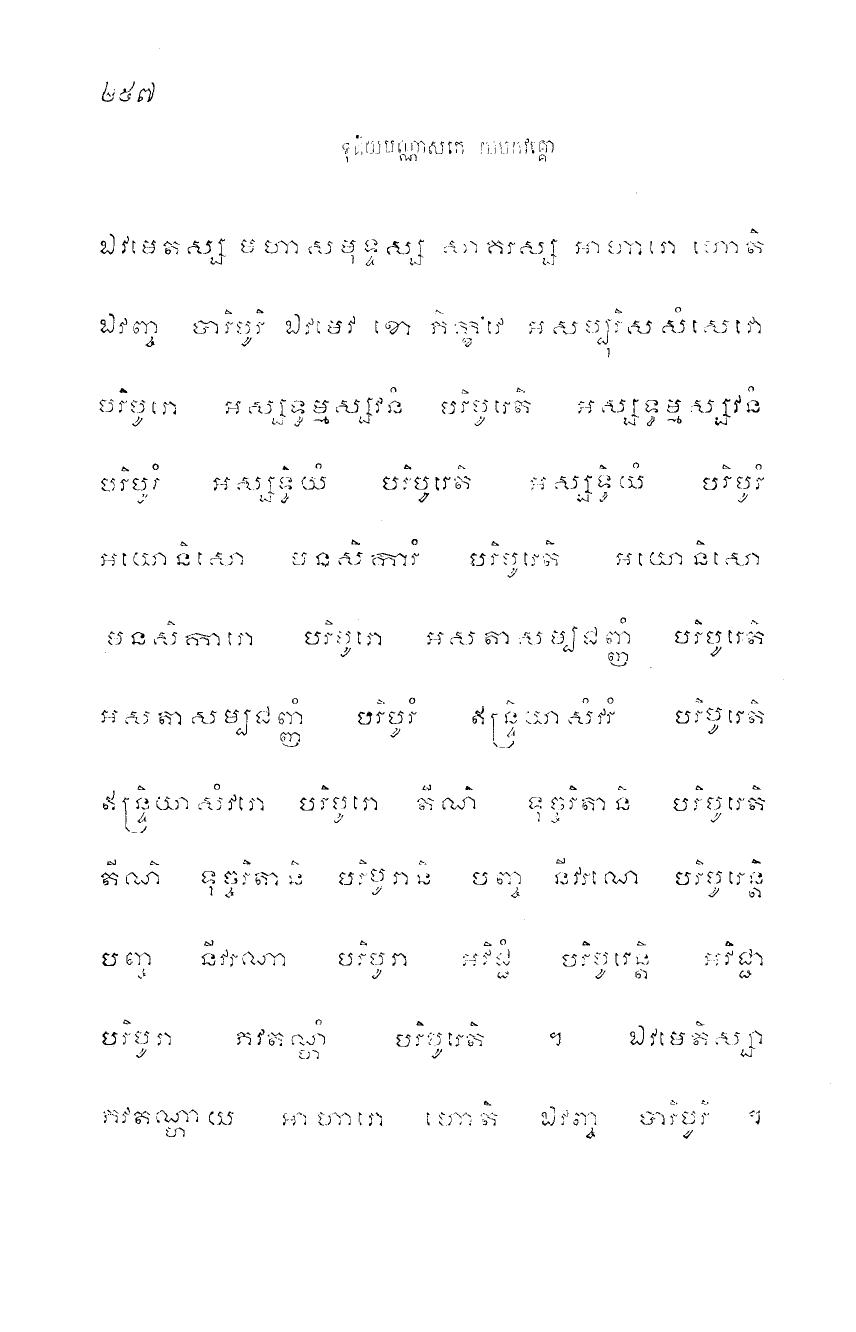 ២៥៧
ទុតិយបណ្ណាសកេ យមកវគ្គោ
ឯវមេតស្ស មហាសមុទ្ទស្ស សាគរស្ស អាហារោ ហោតិ
ឯវញ្ច បារិបូរិ ឯវមេវ ខោ ភិក្ខវេ អសប្បុរិសសំសេវោ
បរិបូរោ អស្សទ្ធម្មស្សវនំ បរិបូរេតិ អស្សទ្ធម្មស្សវនំ
បរិបូរំ អស្សទ្ធិយំ បរិបូរេតិ អស្សទ្ធិយំ បរិបូរំ
អយោនិសោ មនសិការំ បរិបូរេតិ អយោនិសោ
មនសិការោ បរិបូរោ អសតាសម្បជញ្ញំ បរិបូរេតិ
អសតាសម្បជញ្ញំ បរិបូរំ ឥន្ទ្រិយាសំវរំ បរិបូរេតិ
ឥន្ទ្រិយាសំវរោ បរិបូរោ តីណិ ទុច្ចរិតានិ បរិបូរេតិ
តីណិ ទុច្ចរិតានិ បរិបូរានិ បញ្ច នីវរណេ បរិបូរេន្តិ
បញ្ច នីវរណា បរិបូរា អវិជ្ជំ បរិបូរេន្តិ អវិជ្ជា
បរិបូរា ភវតណ្ហំ បរិបូរេតិ ។ ឯវមេតិស្សា
ភវតណ្ហាយ អាហារោ ហោតិ ឯវញ្ច បារិបូរិ ។